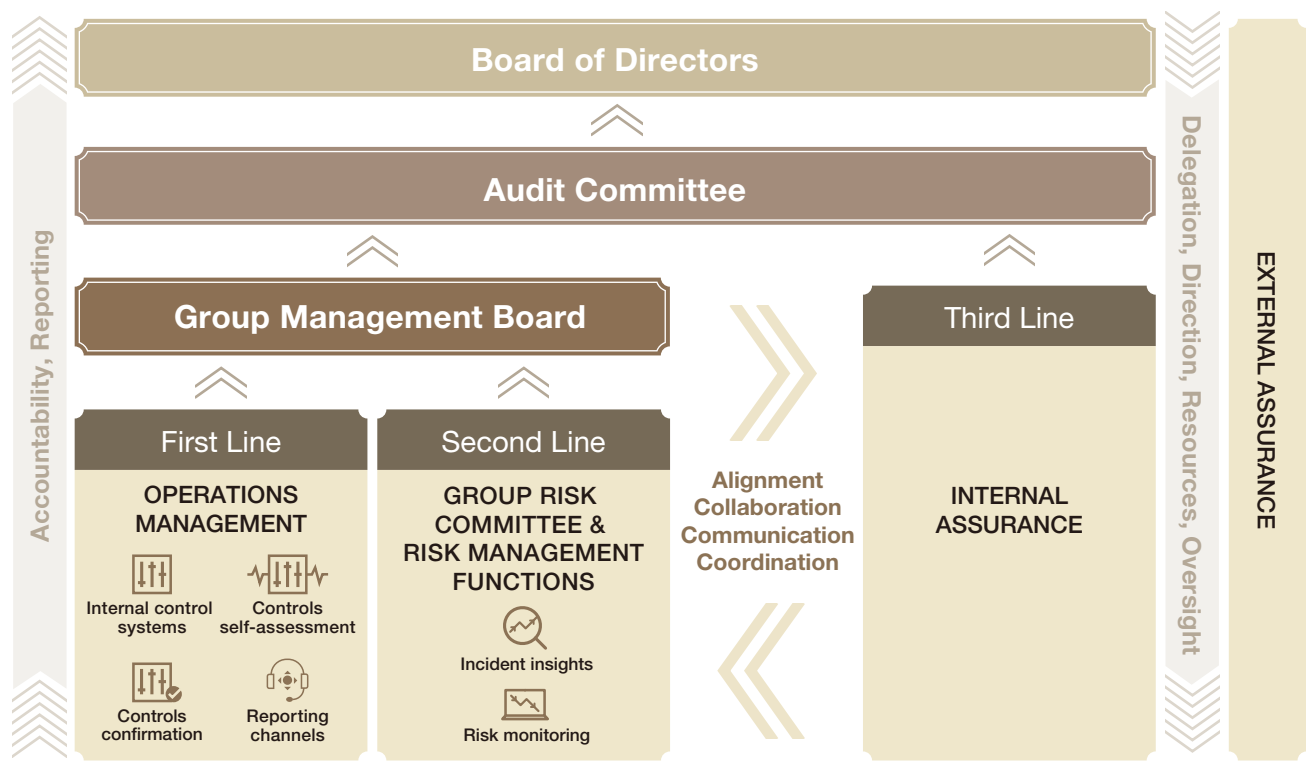 Board of Directors
Audit Committee
Group Management Board
Third Line
First Line
Second Line
OPERATIONS
MANAGEMENT
Internal control
systems
Controls
self-assessment
Controls
confirmation
Reporting
channels
GROUP RISK
COMMITTEE &
RISK MANAGEMENT
FUNCTIONS
Incident insights
Risk monitoring
Alignment
Collaboration
Communication
Coordination
INTERNAL
ASSURANCE
Accountability, Reporting
Delegation, Direction, Resources, Oversight
EXTERNAL ASSURANCE